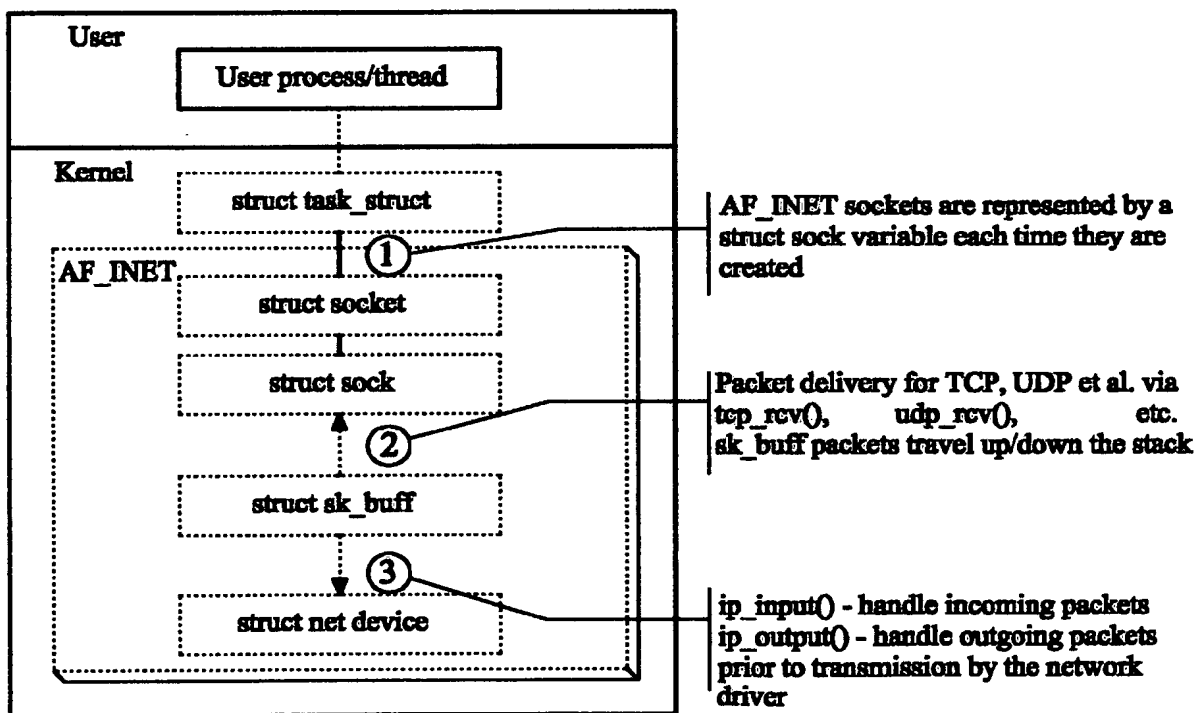 User
User process/thread
Kernel
struct task_struct
1
AF_INET
struct socket
struct sock
2
struct sk_buff
3
struct net device
AF_INET sockets are represented by a
struct sock variable each time they are
created
Packet delivery for TCP, UDP et al. via
tcp_rcv(), udp_rcv(), etc.
sk_buff packets travel up/down the stack
ip_input() - handle incoming packets
ip_output() - handle outgoing packets
prior to transmission by the network
driver